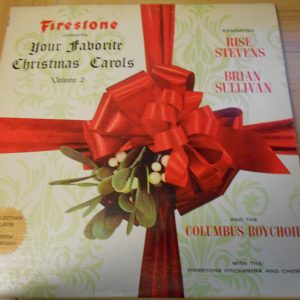 Firestone
PRESENTS
Your Favorite
Christmas Carols
Volume 2
STARRING
RISE
STEVENS
BRIAN
SULLIVAN
AND THE
COLUMBUS BOYCHOIR
WITH THE
FIRESTONE ORCHESTRA AND CHORUS
ALBUM